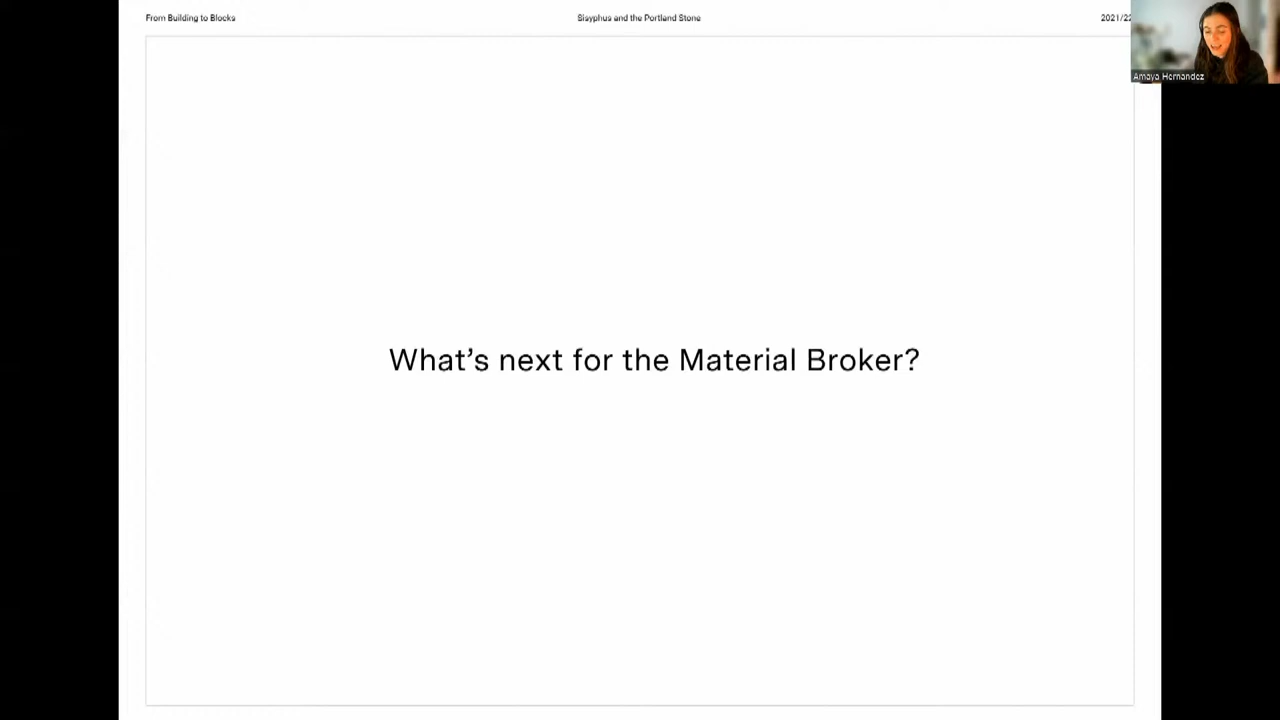 From Building to Blocks
Sisyphus and the Portland Stone
2021/22
Amaya Hernandez
What's next for the Material Broker?